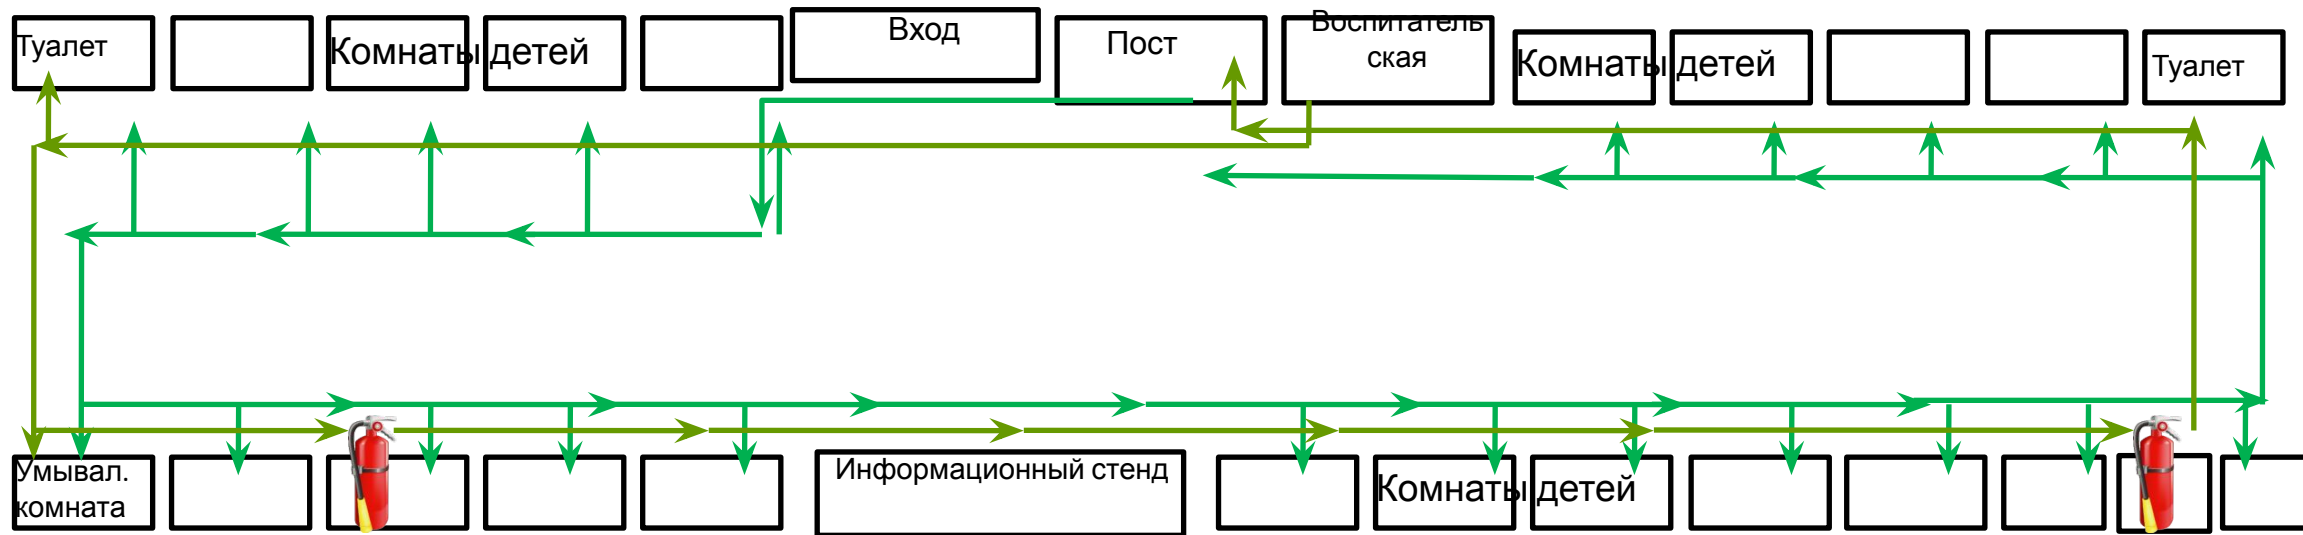 Туалет
Комнаты детей
Вход
Пост
Воспитатель
ская
Комнаты детей
Туалет
Умывал.
комната
Информационный стенд
Комнаты детей